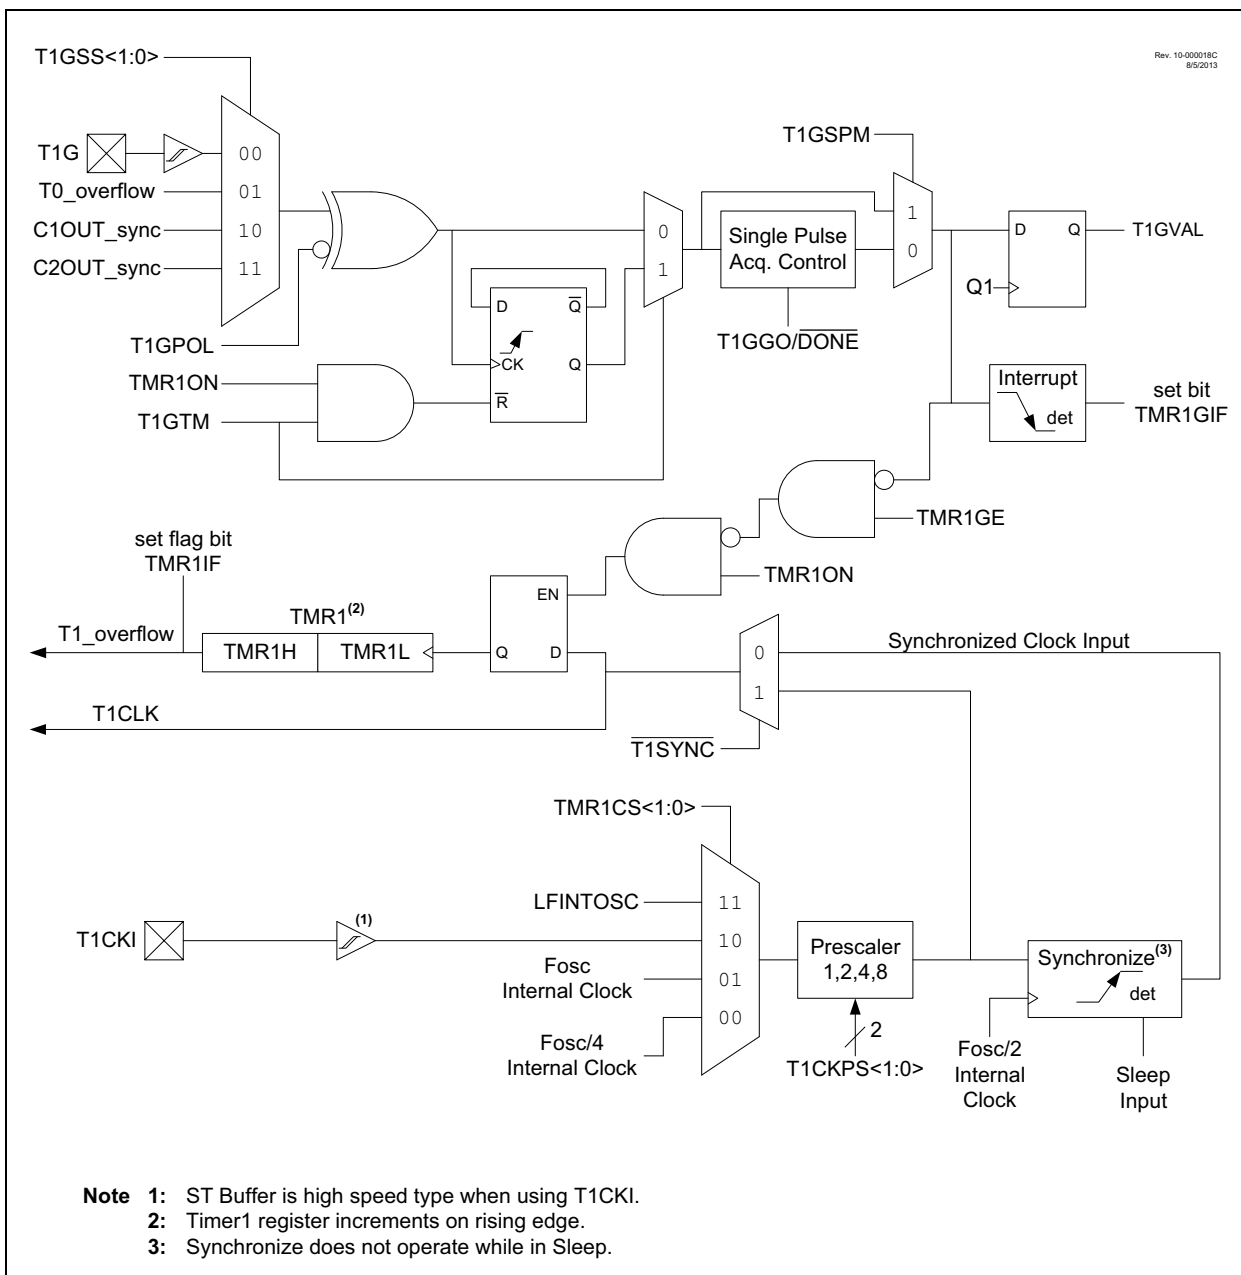 Rev. 10-000018C
8/5/2013
T1GSS<1:0>
T1G
T0_overflow
C1OUT_sync
C2OUT_sync
00
01
10
11
T1GPOL
TMR1ON
T1GTM
D
Q
CK
Q
R
0
1
T1GSPM
Single Pulse
Acq. Control
T1GGO/DONE
1
0
D
Q
Q1
T1GVAL
Interrupt
det
set bit
TMR1GIF
TMR1GE
TMR1ON
set flag bit
TMR1IF
T1_overflow
TMR1(2)
TMR1H
TMR1L
EN
Q
D
T1CLK
0
1
T1SYNC
Synchronized Clock Input
TMR1CS<1:0>
LFINTOSC
T1CKI
(1)
Fosc
Internal Clock
Fosc/4
Internal Clock
11
10
01
00
Prescaler
1,2,4,8
2
T1CKPS<1:0>
Synchronize(3)
det
Fosc/2
Internal
Clock
Sleep
Input
Note 1: ST Buffer is high speed type when using T1CKI.
2: Timer1 register increments on rising edge.
3: Synchronize does not operate while in Sleep.